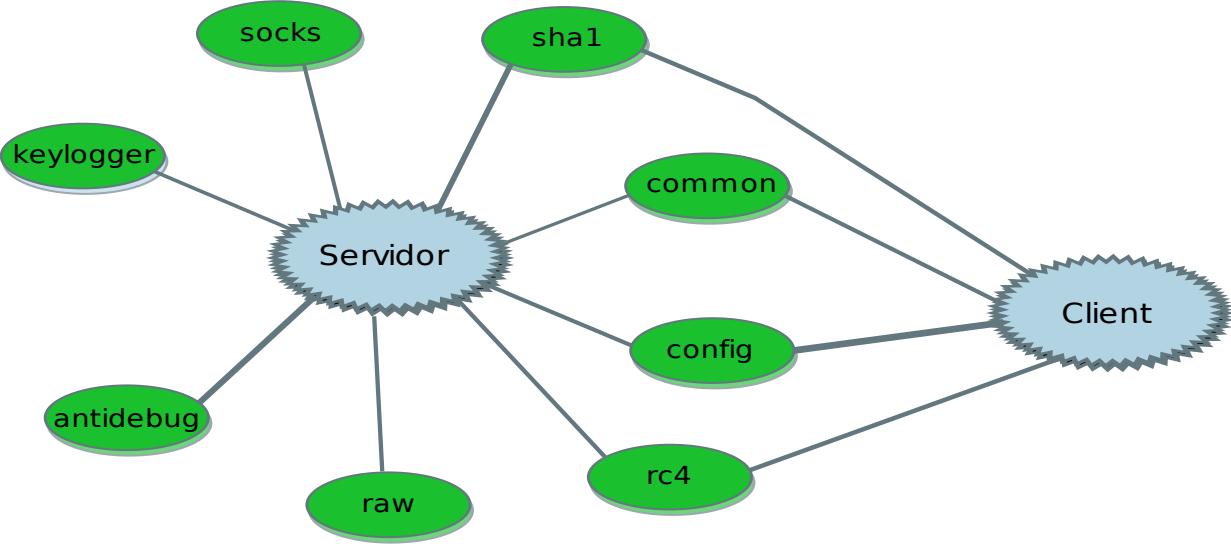 socks
sha1
keylogger
common
Servidor
Client
config
antidebug
rc4
raw